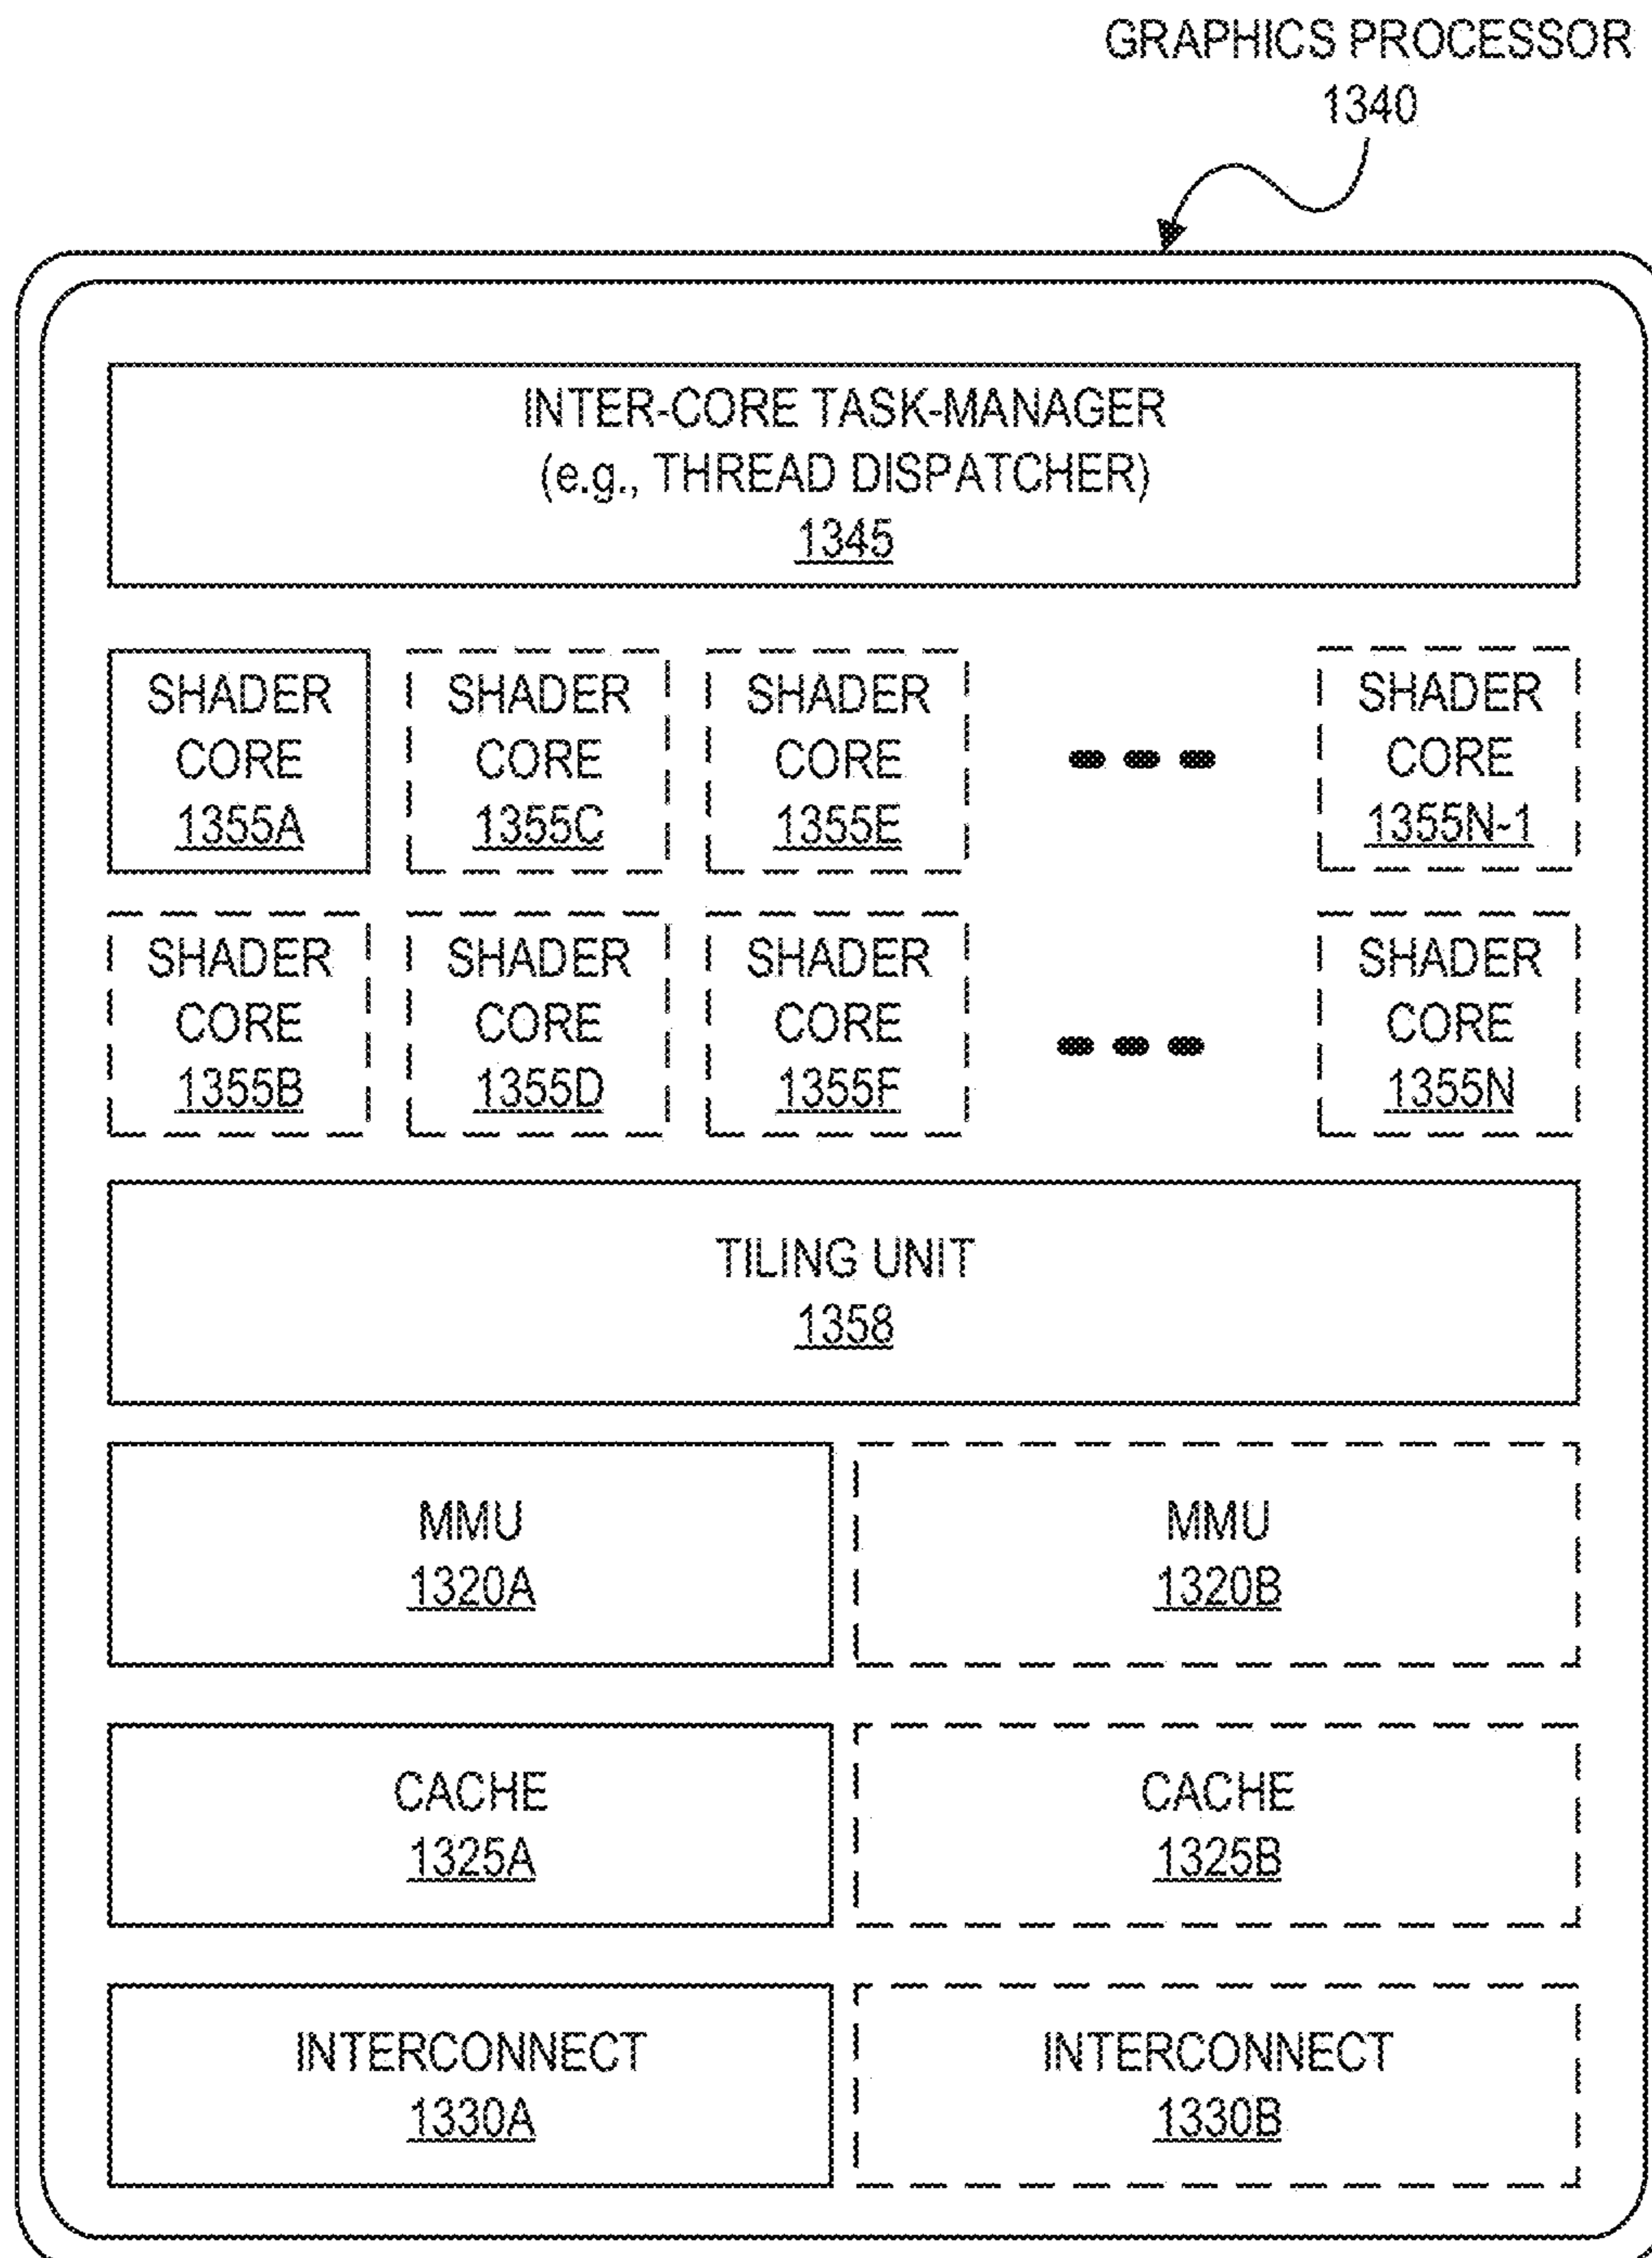 GRAPHICS PROCESSOR
1340
INTER-CORE TASK-MANAGER
(e.g., THREAD DISPATCHER)
1345
SHADER
CORE
1355A
SHADER
CORE
1355C
SHADER
CORE
1355E
SHADER
CORE
1355N-1
SHADER
CORE
1355B
SHADER
CORE
1355D
SHADER
CORE
1355F
SHADER
CORE
1355N
TILING UNIT
1358
MMU
1320A
MMU
1320B
CACHE
1325A
CACHE
1325B
INTERCONNECT
1330A
INTERCONNECT
1330B